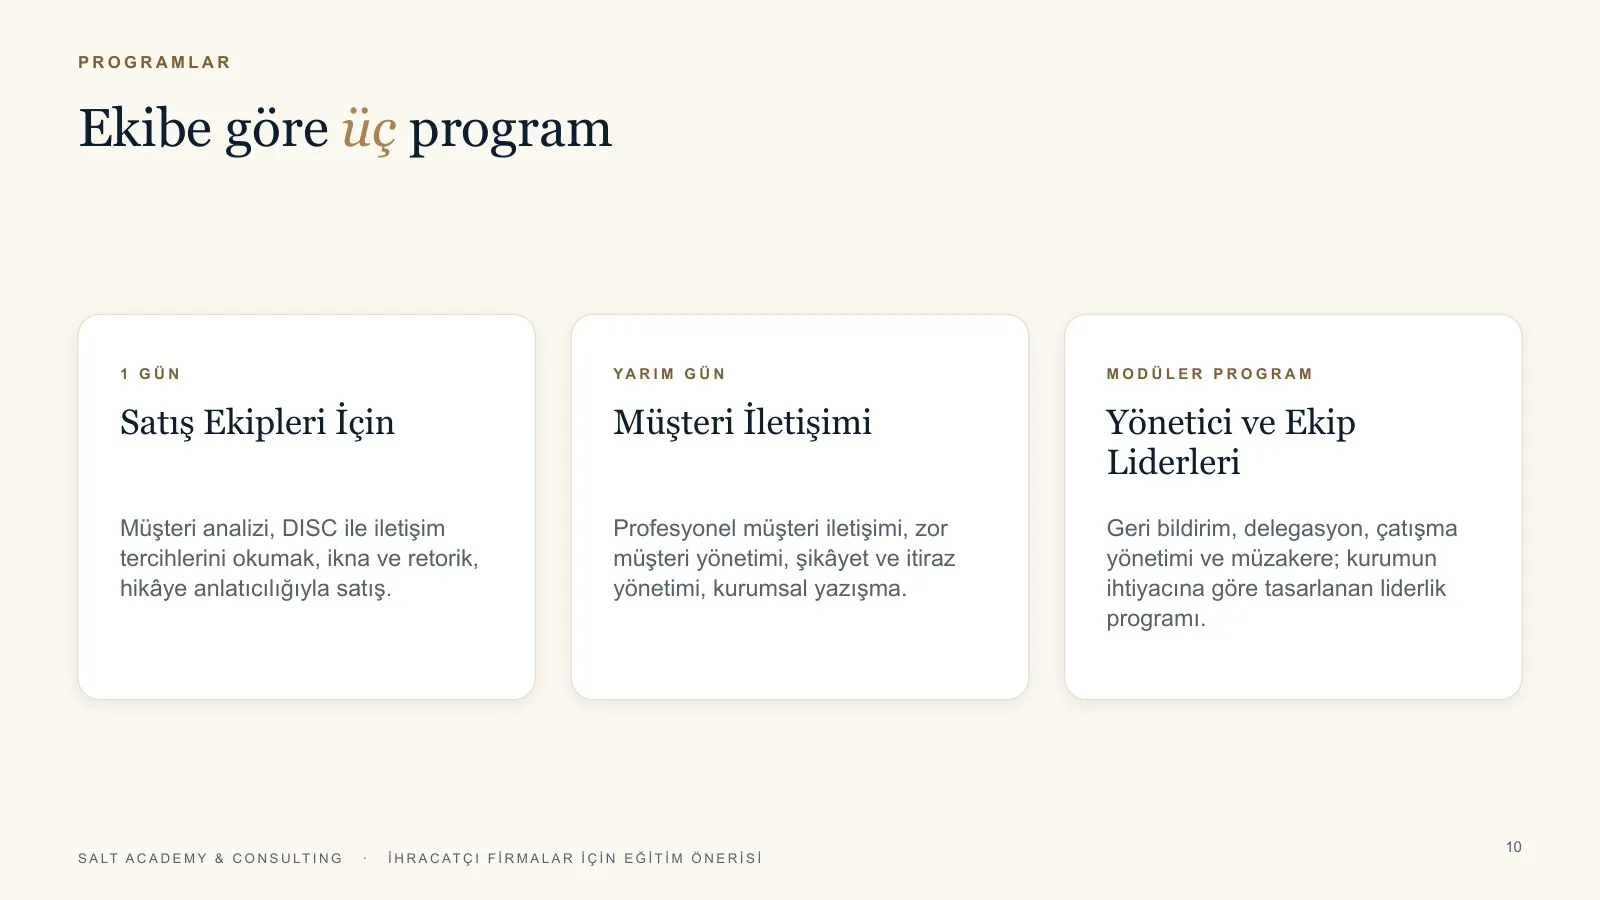 PROGRAMLAR
Ekibe göre üç program
1 GÜN
Satış Ekipleri İçin
Müşteri analizi, DISC ile iletişim
tercihlerini okumak, ikna ve retorik,
hikâye anlatıcılığıyla satış.
YARIM GÜN
Müşteri İletişimi
Profesyonel müşteri iletişimi, zor
müşteri yönetimi, şikâyet ve itiraz
yönetimi, kurumsal yazışma.
MODÜLER PROGRAM
Yönetici ve Ekip
Liderleri
Geri bildirim, delegasyon, çatışma
yönetimi ve müzakere; kurumun
ihtiyacına göre tasarlanan liderlik
programı.
SALT ACADEMY & CONSULTING · İHRACATÇI FİRMALAR İÇİN EĞİTİM ÖNERİSİ
10